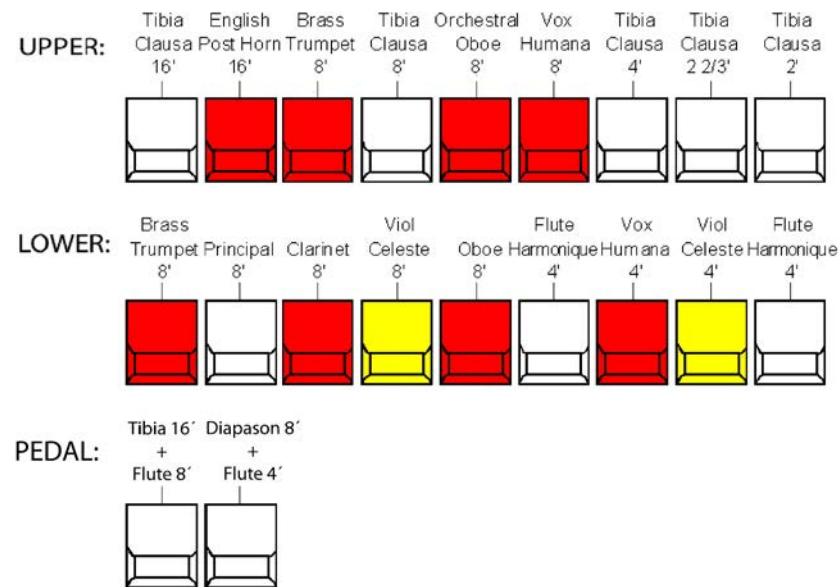 UPPER:
Tibia Clausa 16'
English Post Horn 16'
Brass Trumpet 8'
Tibia Clausa 8'
Orchestral Oboe 8'
Vox Humana 8'
Tibia Clausa 4'
Tibia Clausa 2 2/3'
Tibia Clausa 2'
LOWER:
Brass Trumpet 8'
Principal 8'
Clarinet 8'
Viol Celeste 8'
Oboe 8'
Flute Harmonique 4'
Vox Humana 4'
Viol Celeste 4'
Flute Harmonique 4'
PEDAL:
Tibia 16´ + Flute 8´
Diapason 8´ + Flute 4´